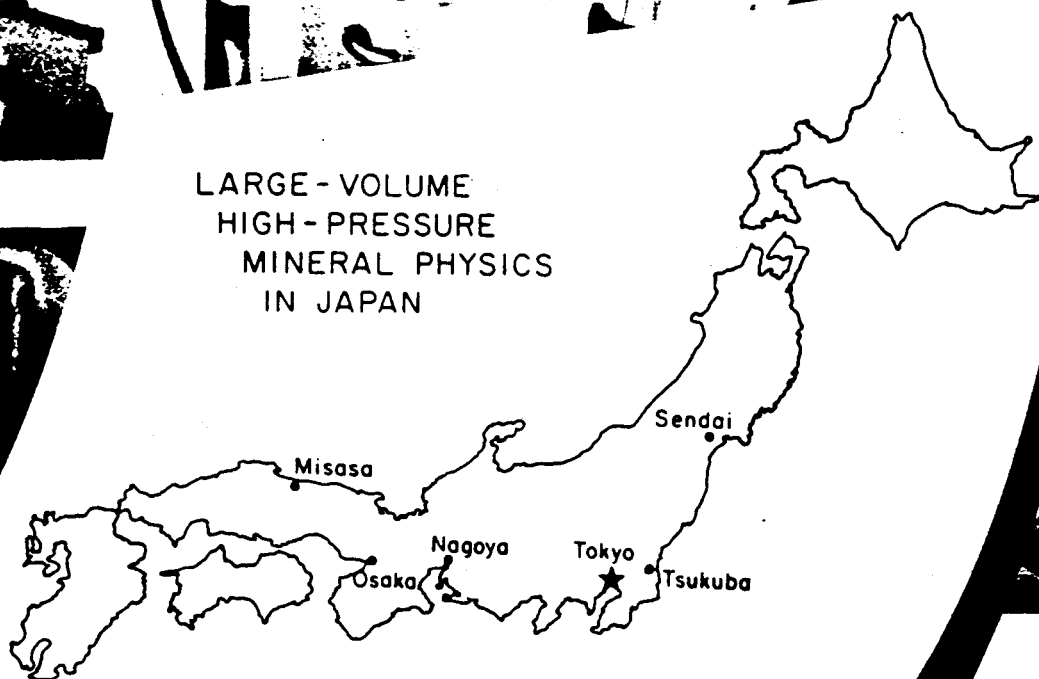 LARGE-VOLUME
HIGH-PRESSURE
MINERAL PHYSICS
IN JAPAN
Sendai
Misasa
Nagoya
Tokyo
Osaka
Tsukuba